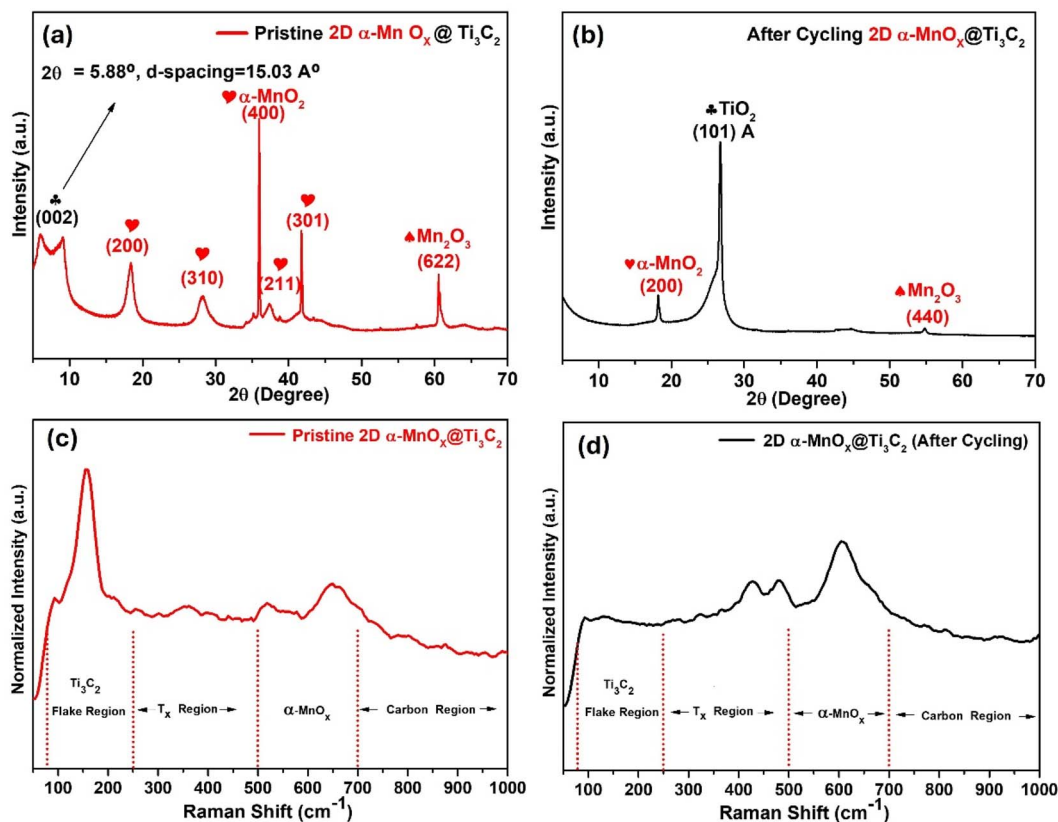 (a)
Pristine 2D α-Mn Oₓ@ Ti₃C₂
2θ = 5.88º, d-spacing=15.03 Aº
♥ α-MnO₂
(400)
♣
(002)
♥
(200)
♥
(310)
♥
(211)
♥
(301)
♠Mn₂O₃
(622)
Intensity (a.u.)
10 20 30 40 50 60 70
2θ (Degree)
(b)
After Cycling 2D α-MnOₓ@Ti₃C₂
♣TiO₂
(101) A
♥α-MnO₂
(200)
♠Mn₂O₃
(440)
Intensity (a.u.)
10 20 30 40 50 60 70
2θ (Degree)
(c)
Pristine 2D α-MnOₓ@Ti₃C₂
Ti₃C₂
Flake Region
Tₓ Region
α-MnOₓ
Carbon Region
Normalized Intensity (a.u.)
100 200 300 400 500 600 700 800 900 1000
Raman Shift (cm⁻¹)
(d)
2D α-MnOₓ@Ti₃C₂ (After Cycling)
Ti₃C₂
Flake Region
Tₓ Region
α-MnOₓ
Carbon Region
Normalized Intensity (a.u.)
100 200 300 400 500 600 700 800 900 1000
Raman Shift (cm⁻¹)